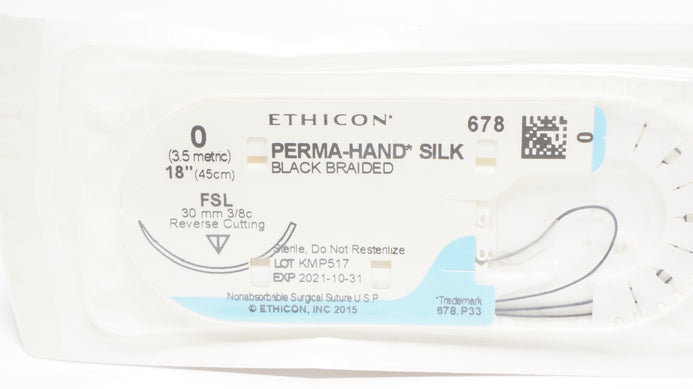 ETHICON*
678
0
(3.5 metric)
18" (45cm)
PERMA-HAND* SILK
BLACK BRAIDED
0
FSL
30 mm 3/8c
Reverse Cutting
Sterile, Do Not Resterilize
LOT KMP517
EXP 2021-10-31
Nonabsorbable Surgical Suture U S P
© ETHICON, INC 2015
*Trademark
678.P33